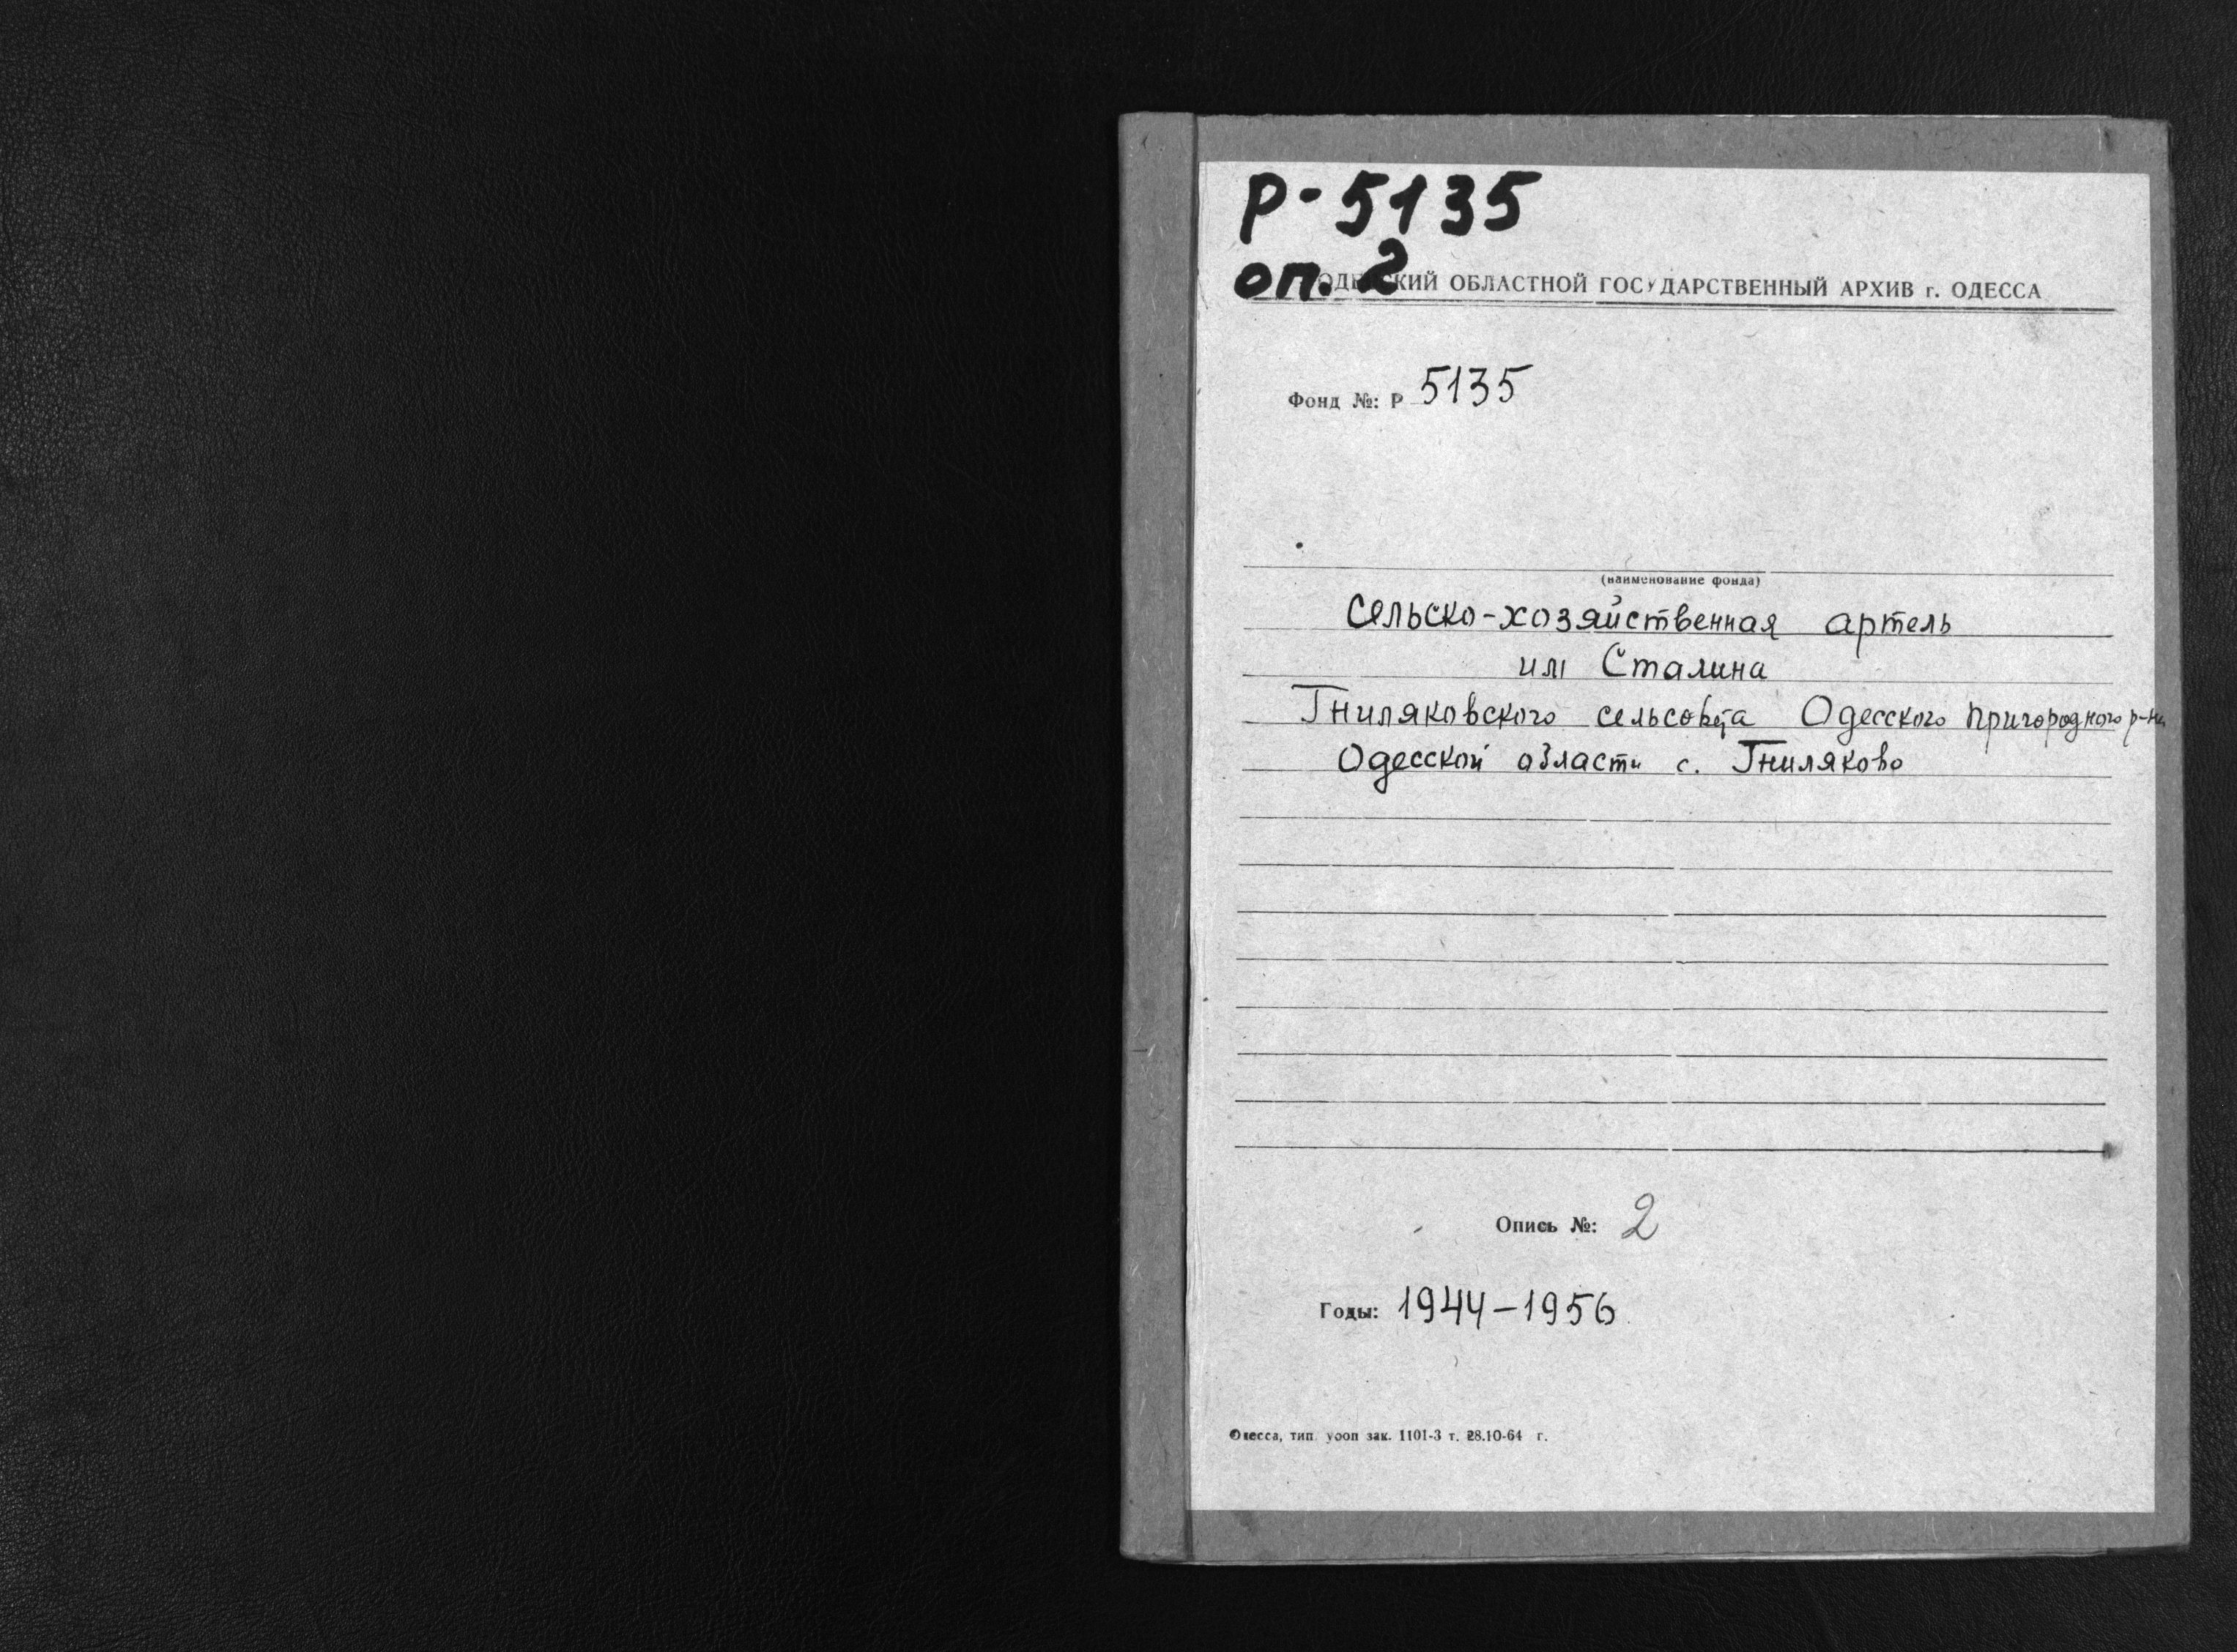 Р-5135
оп. 2
ОДЕССКИЙ ОБЛАСТНОЙ ГОСУДАРСТВЕННЫЙ АРХИВ г. ОДЕССА
Фонд №: Р 5135
(наименование фонда)
Сельско-хозяйственная артель
им Сталина
Гниляковского сельсовета Одесского Пригородного р-на
Одесской области с. Гниляково
Опись №: 2
Годы: 1944-1956
Одесса, тип. уооп зак. 1101-3 т. 28.10-64 г.